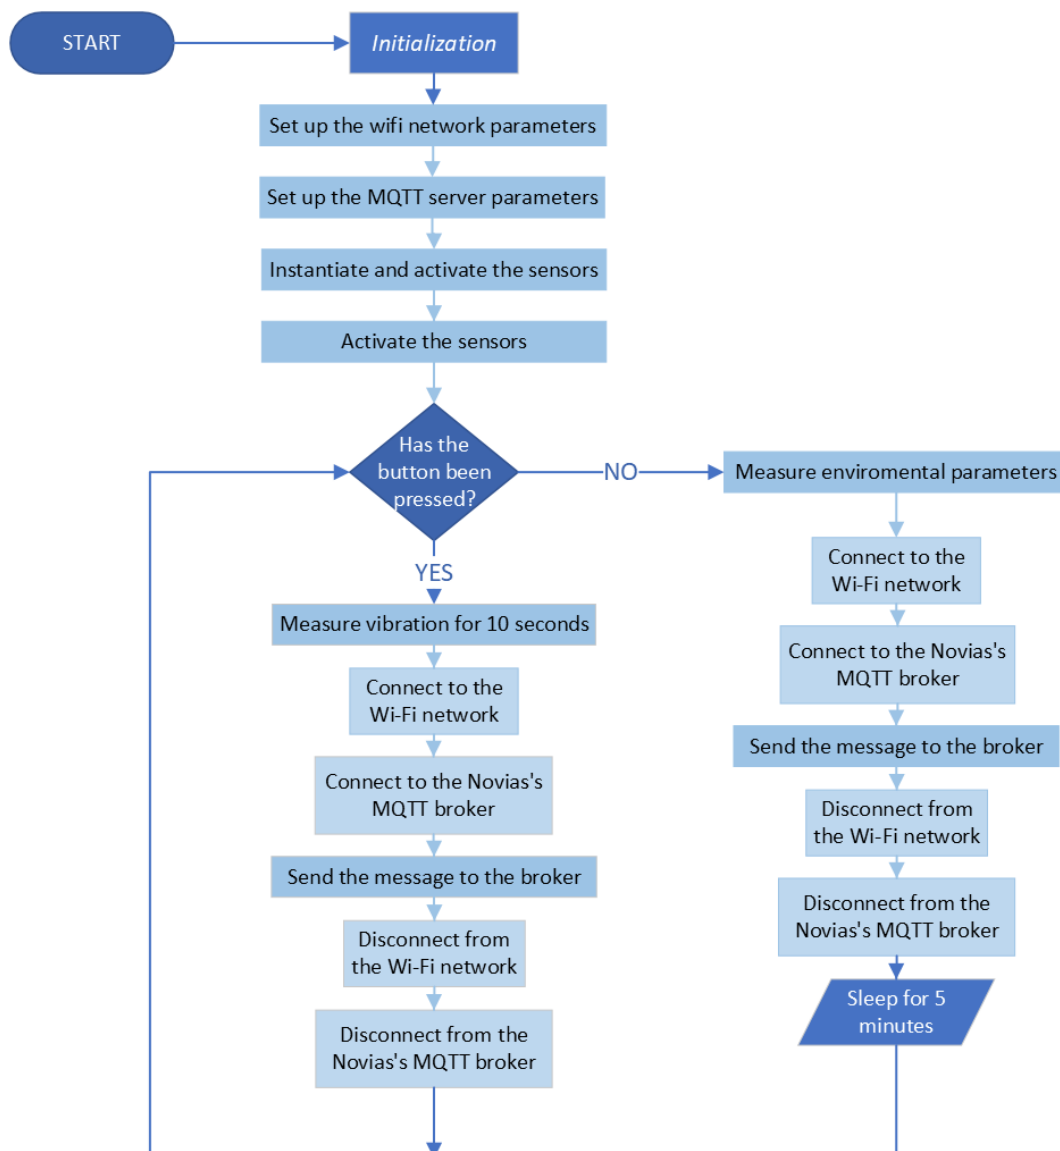 START
Initialization
Set up the wifi network parameters
Set up the MQTT server parameters
Instantiate and activate the sensors
Activate the sensors
Has the
button been
pressed?
NO
Measure enviromental parameters
Connect to the
Wi-Fi network
Connect to the Novias's
MQTT broker
Send the message to the broker
Disconnect from
the Wi-Fi network
Disconnect from the
Novias's MQTT broker
Sleep for 5
minutes
YES
Measure vibration for 10 seconds
Connect to the
Wi-Fi network
Connect to the Novias's
MQTT broker
Send the message to the broker
Disconnect from
the Wi-Fi network
Disconnect from the
Novias's MQTT broker